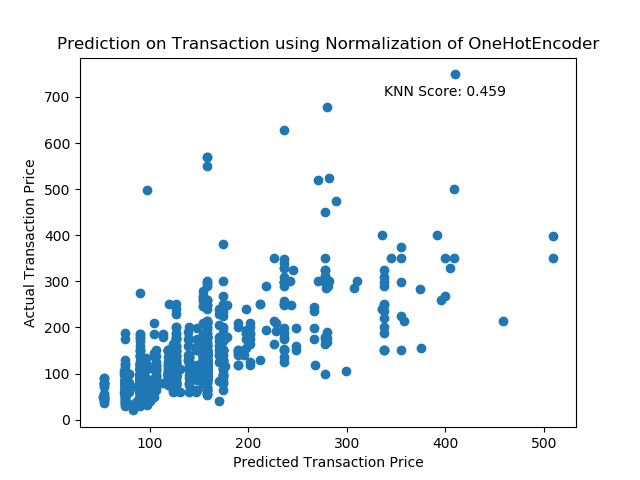 Prediction on Transaction using Normalization of OneHotEncoder
KNN Score: 0.459
Actual Transaction Price
700
600
500
400
300
200
100
0
100 200 300 400 500
Predicted Transaction Price